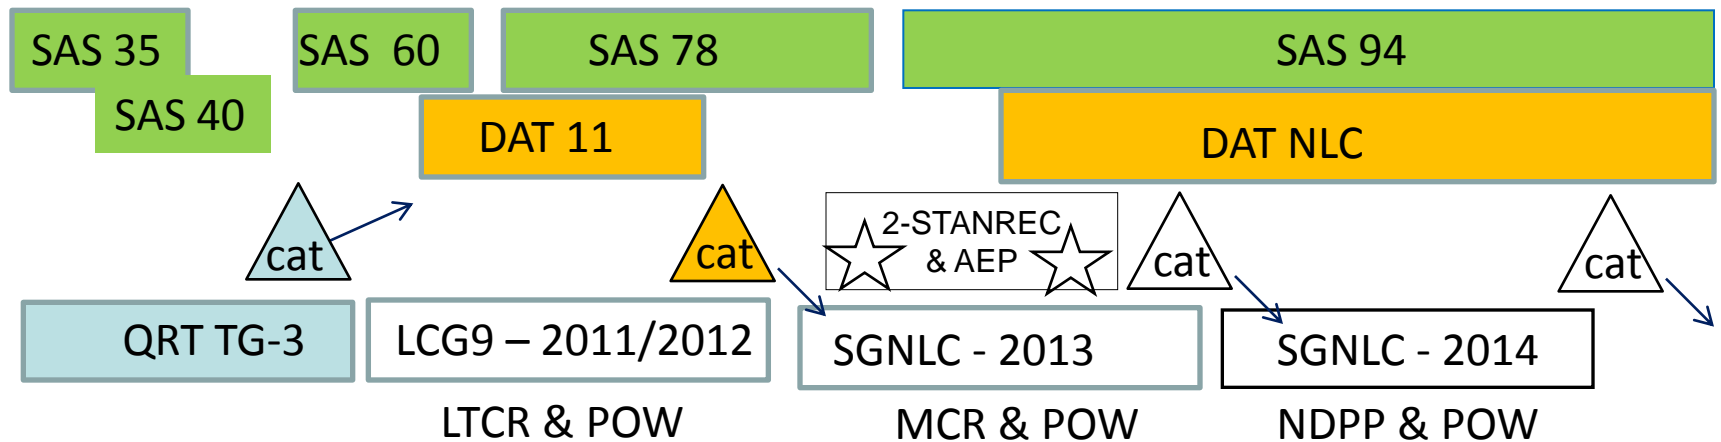 SAS 35
SAS 60
SAS 78
SAS 94
SAS 40
DAT 11
DAT NLC
cat
cat
2-STANREC
& AEP
cat
cat
QRT TG-3
LCG9 – 2011/2012
SGNLC - 2013
SGNLC - 2014
LTCR & POW
MCR & POW
NDPP & POW